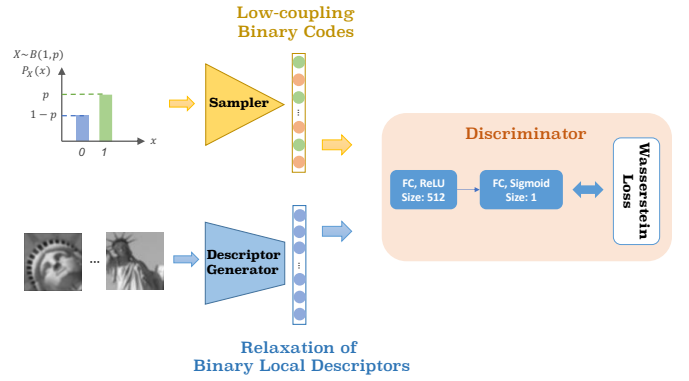 Low-coupling
Binary Codes
X~B(1,p)
P_X(x)
p
1 − p
0 1 x
Sampler
...
Discriminator
FC, ReLU
Size: 512
FC, Sigmoid
Size: 1
Wasserstein
Loss
...
Descriptor
Generator
...
Relaxation of
Binary Local Descriptors